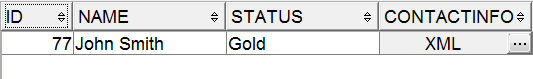 ID NAME STATUS CONTACTINFO
77 John Smith Gold XML ...